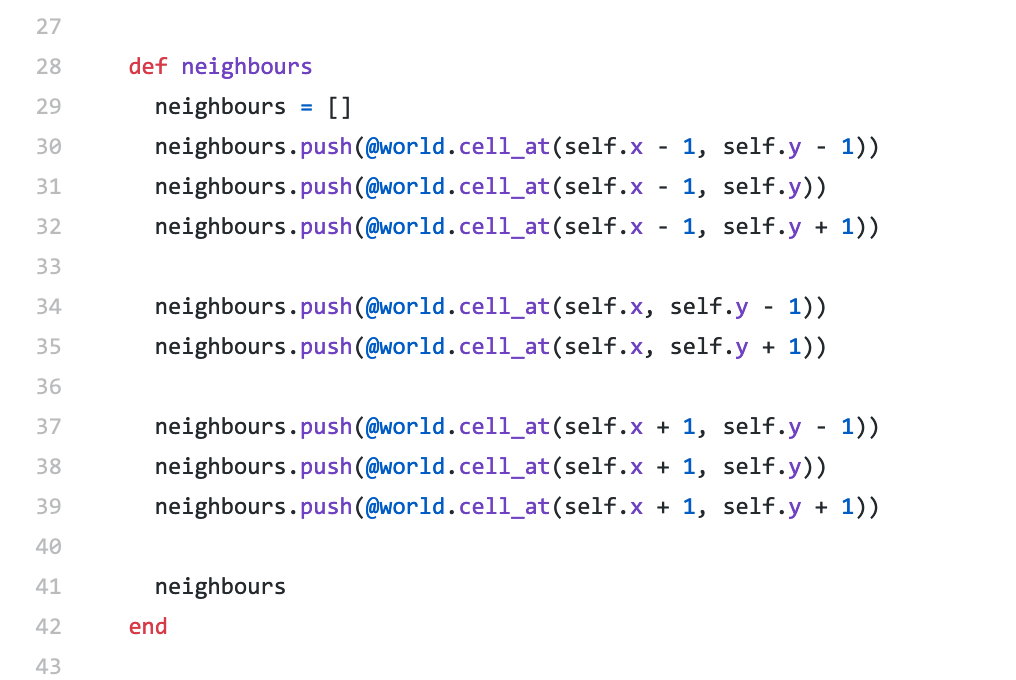 27
28 def neighbours
29 neighbours = []
30 neighbours.push(@world.cell_at(self.x - 1, self.y - 1))
31 neighbours.push(@world.cell_at(self.x - 1, self.y))
32 neighbours.push(@world.cell_at(self.x - 1, self.y + 1))
33
34 neighbours.push(@world.cell_at(self.x, self.y - 1))
35 neighbours.push(@world.cell_at(self.x, self.y + 1))
36
37 neighbours.push(@world.cell_at(self.x + 1, self.y - 1))
38 neighbours.push(@world.cell_at(self.x + 1, self.y))
39 neighbours.push(@world.cell_at(self.x + 1, self.y + 1))
40
41 neighbours
42 end
43